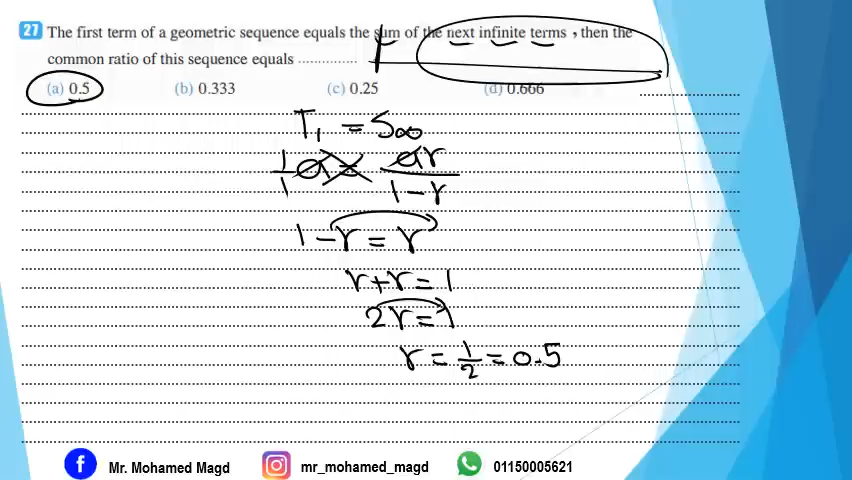 27 The first term of a geometric sequence equals the sum of the next infinite terms , then the
common ratio of this sequence equals ..............
(a) 0.5 (b) 0.333 (c) 0.25 (d) 0.666
T₁ = S∞
1/1 a = ar/1-r
1 - r = r
r + r = 1
2r = 1
r = 1/2 = 0.5
Mr. Mohamed Magd mr_mohamed_magd 01150005621